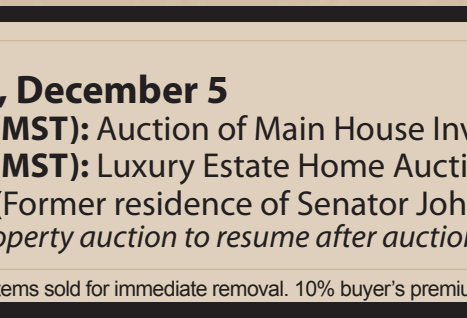 , December 5
MST): Auction of Main House Inv
MST): Luxury Estate Home Aucti
(Former residence of Senator Joh
operty auction to resume after auction
tems sold for immediate removal. 10% buyer's premiu